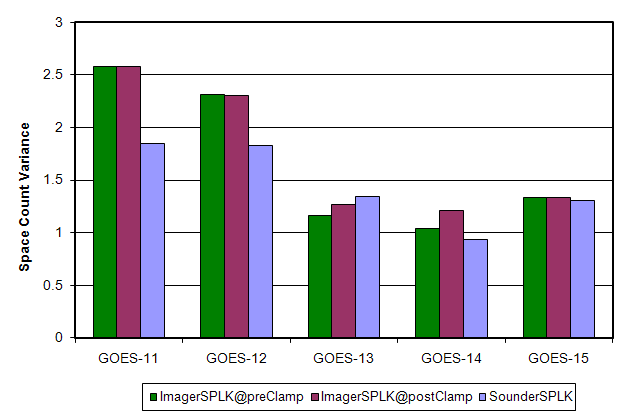 3
2.5
2
1.5
1
0.5
0
Space Count Variance
GOES-11 GOES-12 GOES-13 GOES-14 GOES-15
ImagerSPLK@preClamp ImagerSPLK@postClamp SounderSPLK